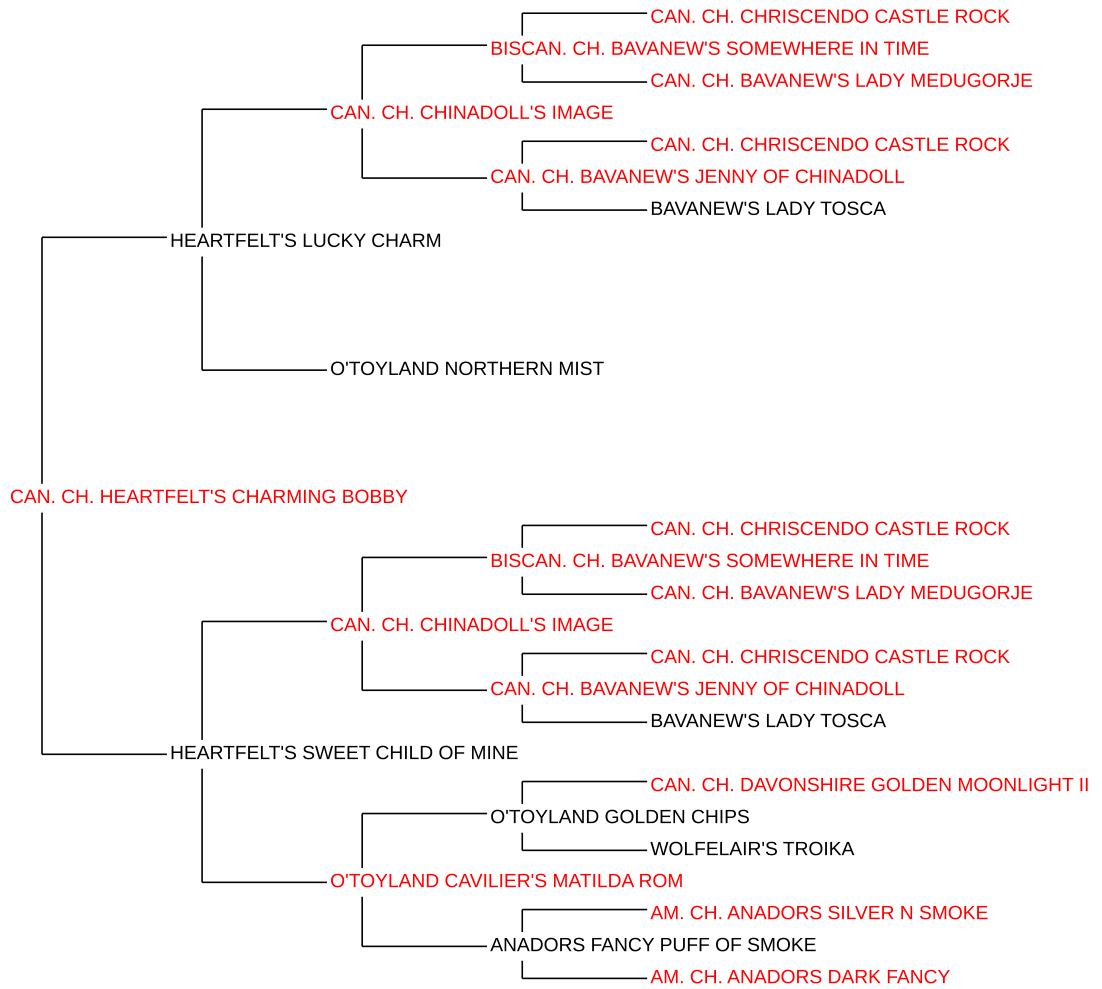 CAN. CH. CHRISCENDO CASTLE ROCK
BISCAN. CH. BAVANEW'S SOMEWHERE IN TIME
CAN. CH. BAVANEW'S LADY MEDUGORJE
CAN. CH. CHINADOLL'S IMAGE
CAN. CH. CHRISCENDO CASTLE ROCK
CAN. CH. BAVANEW'S JENNY OF CHINADOLL
BAVANEW'S LADY TOSCA
HEARTFELT'S LUCKY CHARM
O'TOYLAND NORTHERN MIST
CAN. CH. HEARTFELT'S CHARMING BOBBY
CAN. CH. CHRISCENDO CASTLE ROCK
BISCAN. CH. BAVANEW'S SOMEWHERE IN TIME
CAN. CH. BAVANEW'S LADY MEDUGORJE
CAN. CH. CHINADOLL'S IMAGE
CAN. CH. CHRISCENDO CASTLE ROCK
CAN. CH. BAVANEW'S JENNY OF CHINADOLL
BAVANEW'S LADY TOSCA
HEARTFELT'S SWEET CHILD OF MINE
CAN. CH. DAVONSHIRE GOLDEN MOONLIGHT II
O'TOYLAND GOLDEN CHIPS
WOLFELAIR'S TROIKA
O'TOYLAND CAVILIER'S MATILDA ROM
AM. CH. ANADORS SILVER N SMOKE
ANADORS FANCY PUFF OF SMOKE
AM. CH. ANADORS DARK FANCY